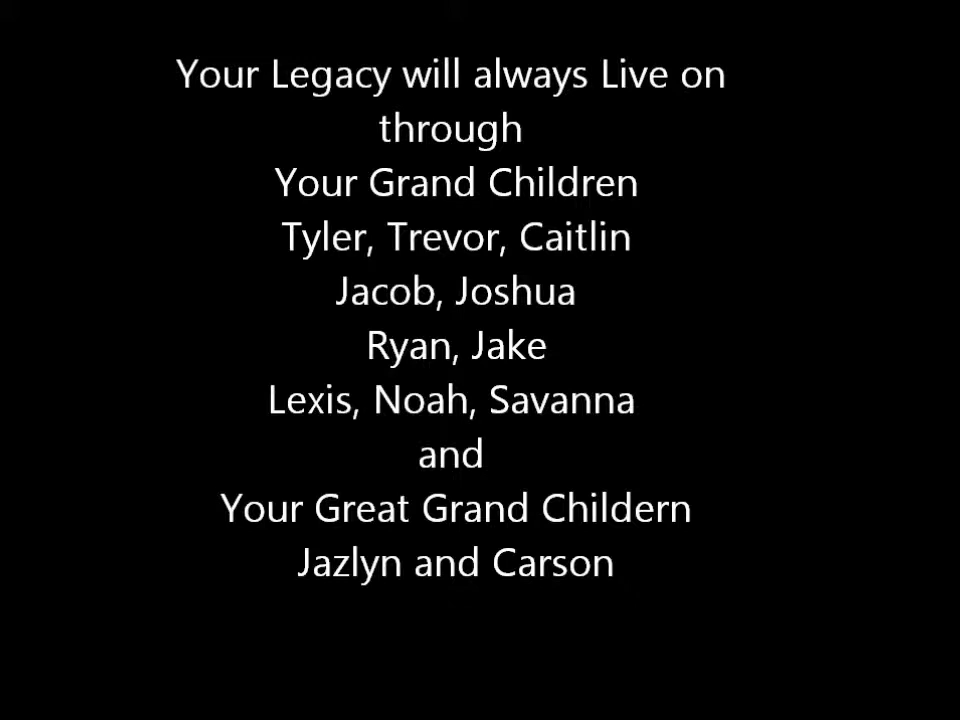 Your Legacy will always Live on
through
Your Grand Children
Tyler, Trevor, Caitlin
Jacob, Joshua
Ryan, Jake
Lexis, Noah, Savanna
and
Your Great Grand Childern
Jazlyn and Carson